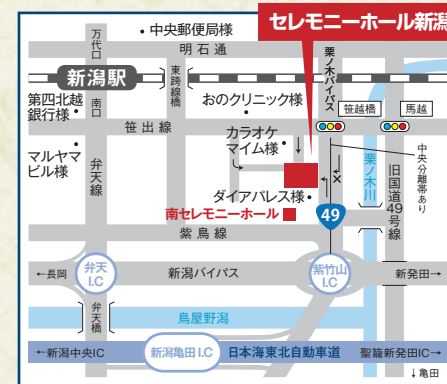 セレモニーホール新潟
万代口
・中央郵便局様
明石通
栗ノ木バイパス
新潟駅
東跨線橋
第四北越
銀行様・
南口
おのクリニック様
笹越橋
馬越
笹出線
カラオケ
マイム様・
マルヤマ
ビル様
弁天線
栗ノ木川
旧国道49号線
中央分離帯あり
ダイアパレス様・
南セレモニーホール
49
紫鳥線
←長岡
弁天
I.C
新潟バイパス
紫竹山
I.C
新発田→
弁天橋
鳥屋野潟
←新潟中央IC
新潟亀田 I.C
日本海東北自動車道
聖籠新発田IC→
↓亀田